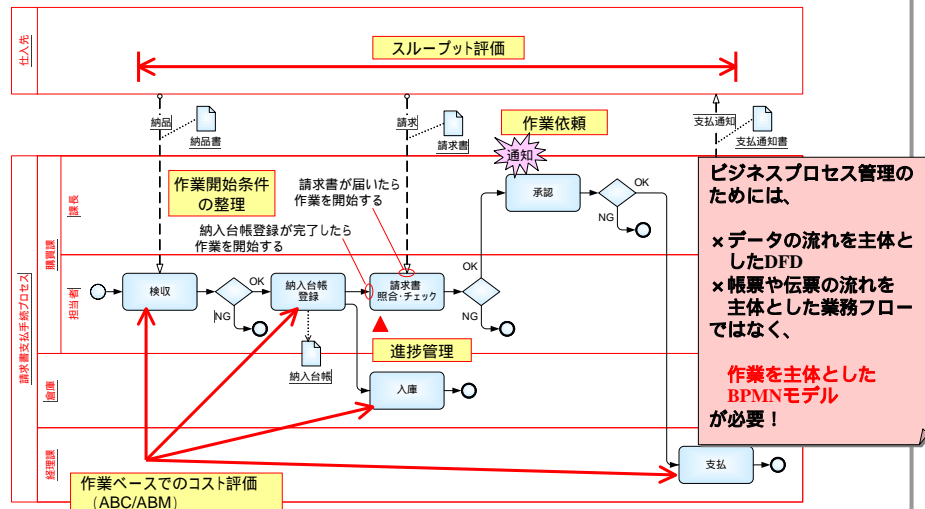 仕入先
スループット評価
納品
納品書
請求
請求書
作業依頼
通知
支払通知
支払通知書
請求書支払手続プロセス
購買課
課長
作業開始条件
の整理
請求書が届いたら
作業を開始する
納入台帳登録が完了したら
作業を開始する
承認
OK
NG
担当者
検収
OK
NG
納入台帳
登録
請求書
照合・チェック
OK
NG
納入台帳
進捗管理
倉庫
入庫
経理課
支払
作業ベースでのコスト評価
（ABC/ABM）
ビジネスプロセス管理の
ためには、
×データの流れを主体と
したDFD
×帳票や伝票の流れを
主体とした業務フロー
ではなく、
作業を主体とした
BPMNモデル
が必要！